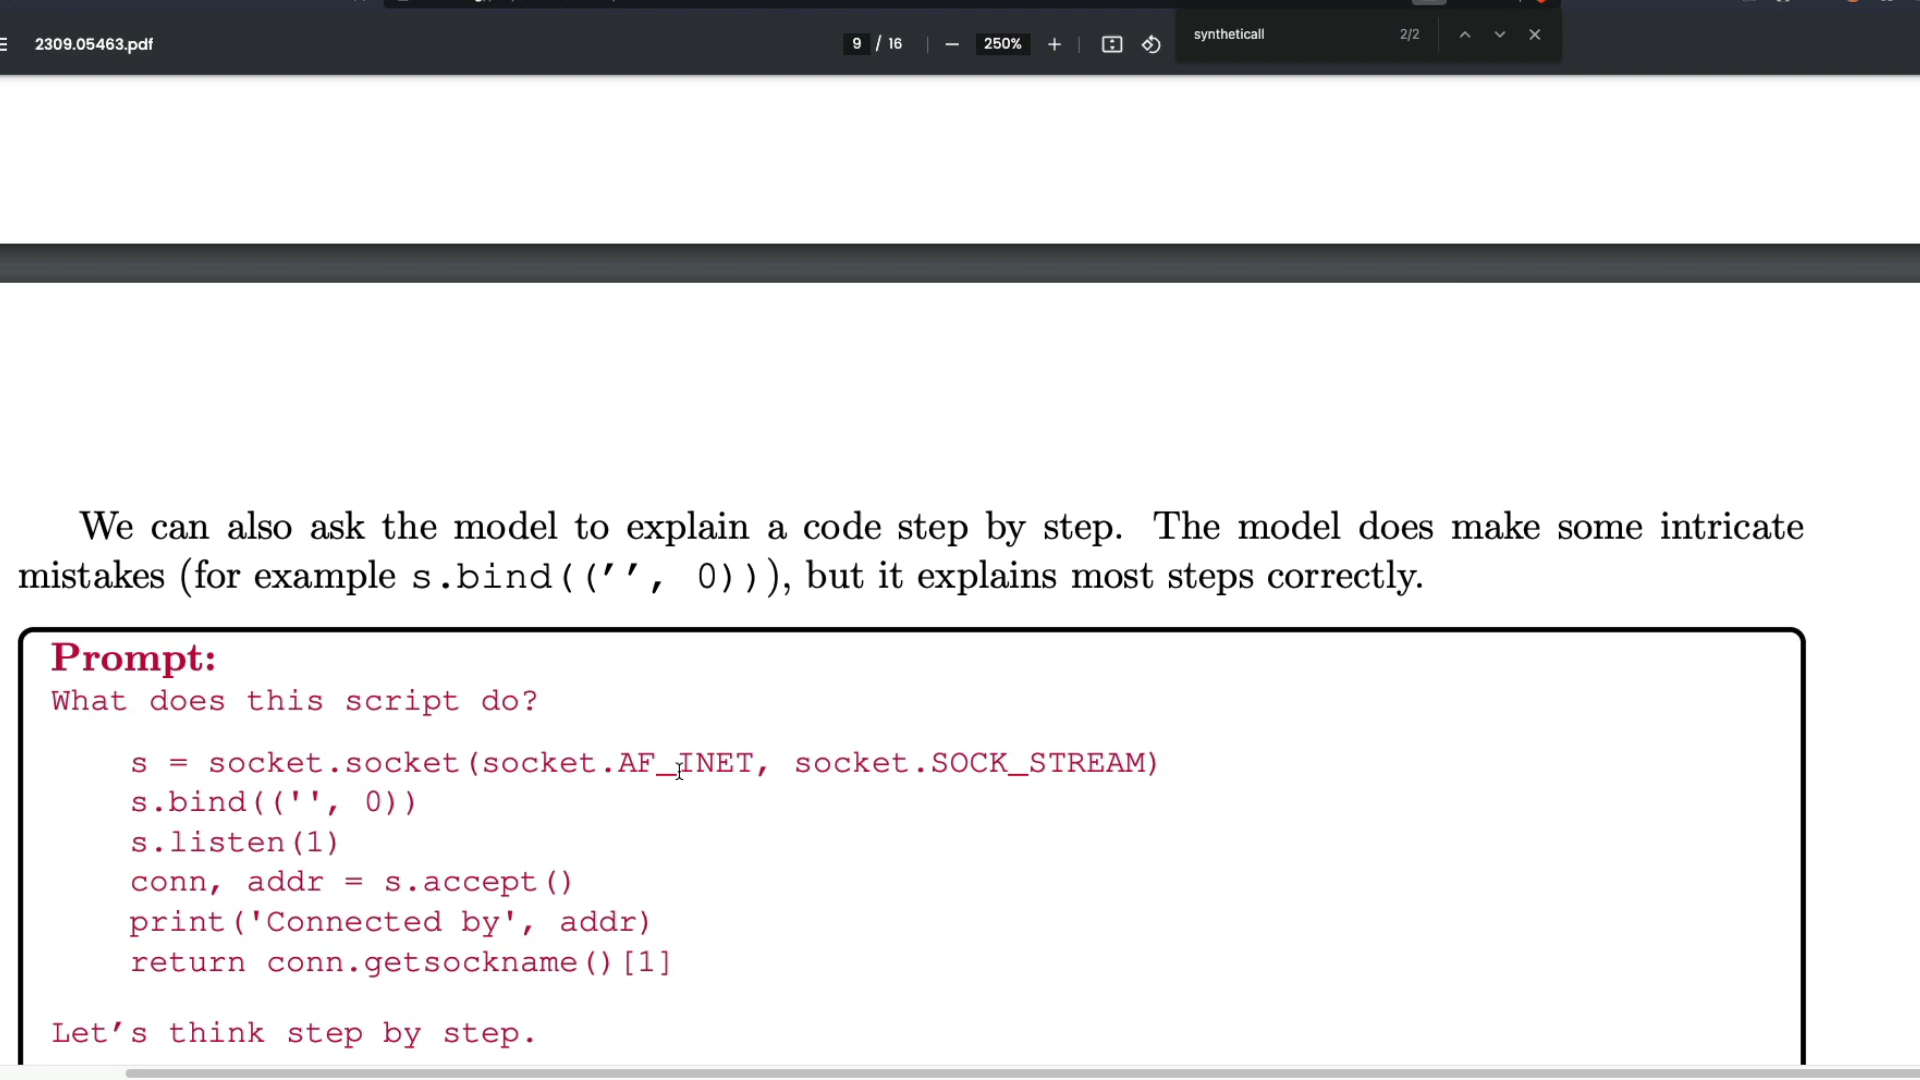 2309.05463.pdf
9 / 16
250%
syntheticall
2/2
We can also ask the model to explain a code step by step. The model does make some intricate
mistakes (for example s.bind((’’, 0))), but it explains most steps correctly.
Prompt:
What does this script do?
s = socket.socket(socket.AF_INET, socket.SOCK_STREAM)
s.bind(('', 0))
s.listen(1)
conn, addr = s.accept()
print('Connected by', addr)
return conn.getsockname()[1]
Let’s think step by step.